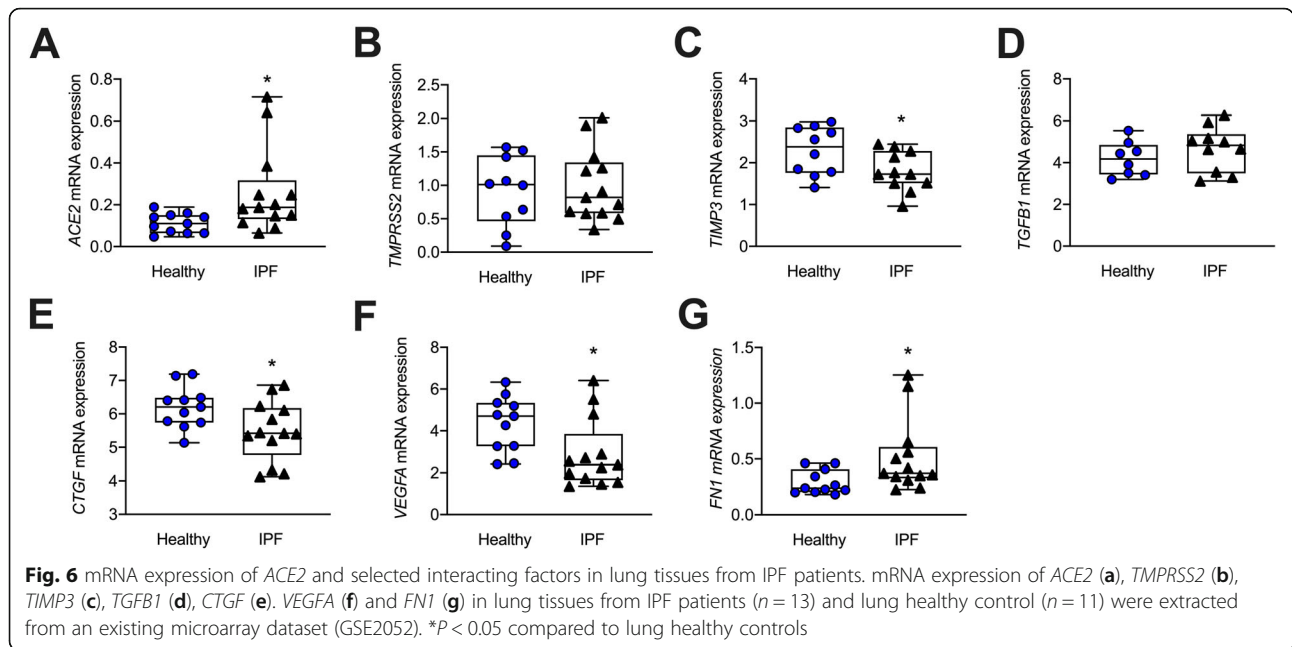 A
ACE2 mRNA expression
0.8
0.6
0.4
0.2
0.0
*
Healthy
IPF
B
TMPRSS2 mRNA expression
2.5
2.0
1.5
1.0
0.5
0.0
Healthy
IPF
C
TIMP3 mRNA expression
4
3
2
1
0
*
Healthy
IPF
D
TGFB1 mRNA expression
8
6
4
2
0
Healthy
IPF
E
CTGF mRNA expression
8
7
6
5
4
3
*
Healthy
IPF
F
VEGFA mRNA expression
8
6
4
2
0
*
Healthy
IPF
G
FN1 mRNA expression
1.5
1.0
0.5
0.0
*
Healthy
IPF
Fig. 6 mRNA expression of ACE2 and selected interacting factors in lung tissues from IPF patients. mRNA expression of ACE2 (a), TMPRSS2 (b),
TIMP3 (c), TGFB1 (d), CTGF (e). VEGFA (f) and FN1 (g) in lung tissues from IPF patients (n = 13) and lung healthy control (n = 11) were extracted
from an existing microarray dataset (GSE2052). *P < 0.05 compared to lung healthy controls